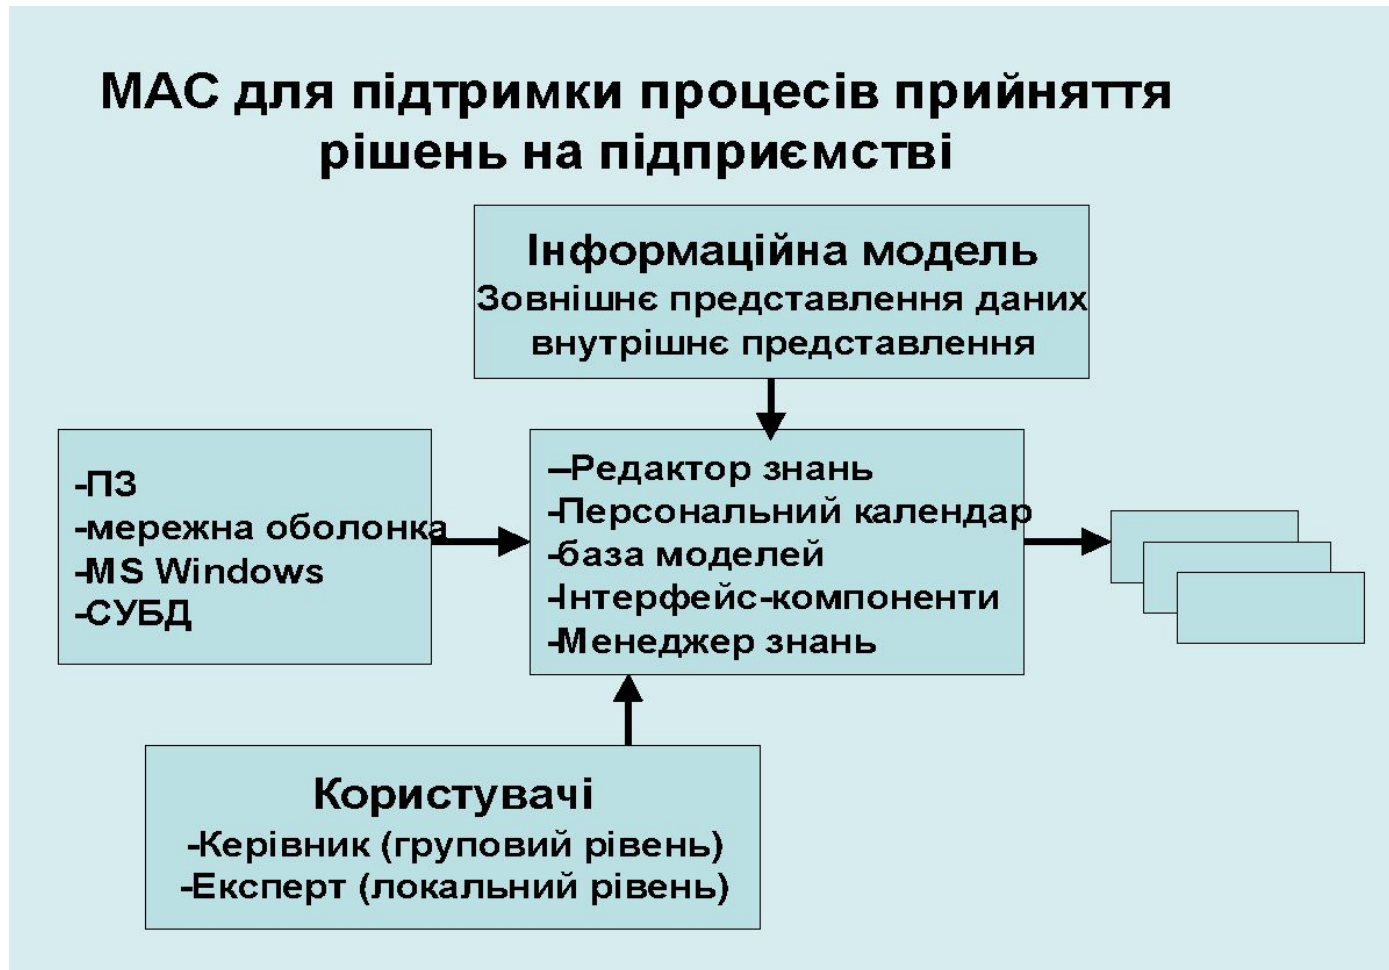 МАС для підтримки процесів прийняття
рішень на підприємстві
Інформаційна модель
Зовнішнє представлення даних
внутрішнє представлення
-ПЗ
-мережна оболонка
-MS Windows
-СУБД
–Редактор знань
-Персональний календар
-база моделей
-Інтерфейс-компоненти
-Менеджер знань
Користувачі
-Керівник (груповий рівень)
-Експерт (локальний рівень)